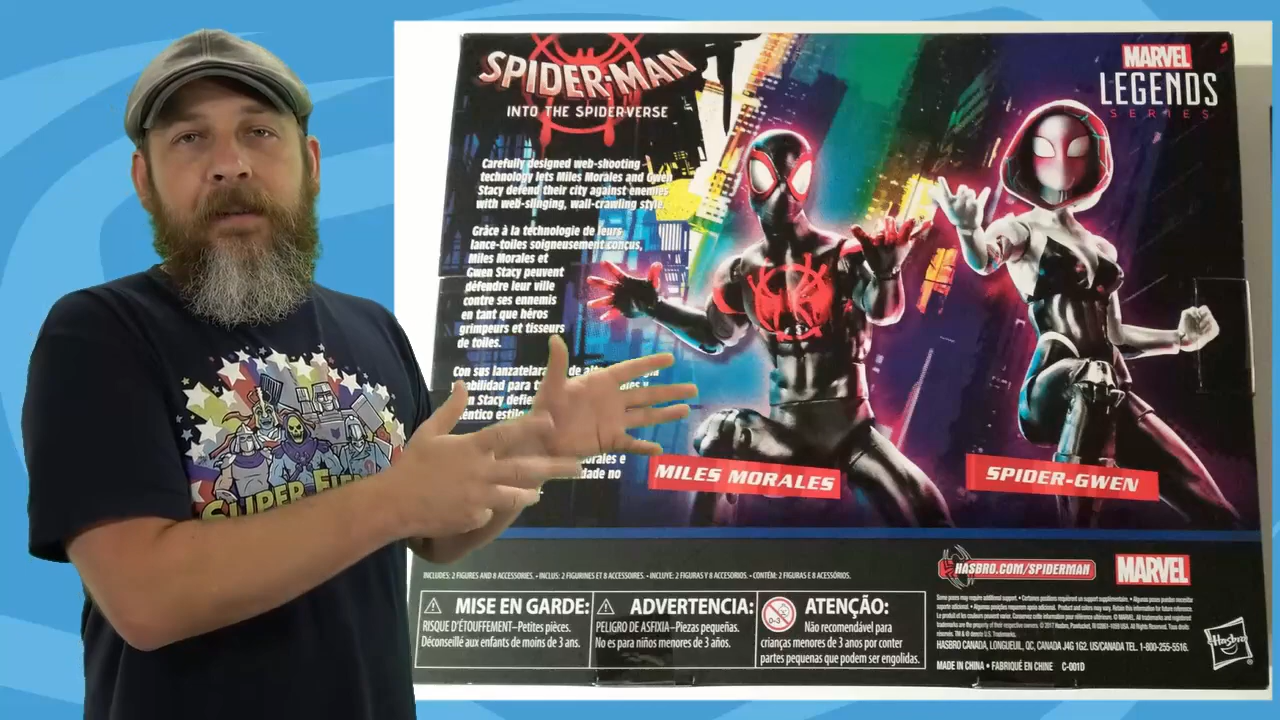 SPIDER-MAN
INTO THE SPIDER-VERSE
MARVEL
LEGENDS
SERIES
Carefully designed web-shooting
technology lets Miles Morales and Gwen
Stacy defend their city against enemies
with web-slinging, wall-crawling style.
Grâce à la technologie de leurs
lance-toiles soigneusement conçus,
Miles Morales et
Gwen Stacy peuvent
défendre leur ville
contre ses ennemis
en tant que héros
grimpeurs et tisseurs
de toiles.
Con sus
de
para
Stacy
MILES MORALES
SPIDER-GWEN
SUPER
INCLUDES: 2 FIGURES AND 8 ACCESSORIES. • INCLUS: 2 FIGURINES ET 8 ACCESSOIRES. • INCLUYE: 2 FIGURAS Y 8 ACCESORIOS. • CONTÉM: 2 FIGURAS E 8 ACESSÓRIOS.
HASBRO.COM/SPIDERMAN
MARVEL
MISE EN GARDE:
RISQUE D'ÉTOUFFEMENT–Petites pièces.
Déconseillé aux enfants de moins de 3 ans.
ADVERTENCIA:
PELIGRO DE ASFIXIA–Piezas pequeñas.
No es para niños menores de 3 años.
0-3
ATENÇÃO:
Não recomendável para
crianças menores de 3 anos por conter
partes pequenas que podem ser engolidas.
HASBRO CANADA, LONGUEUIL, QC, CANADA J4G 1G2. US/CANADA TEL. 1-800-255-5516.
MADE IN CHINA • FABRIQUÉ EN CHINE C-001D
Hasbro